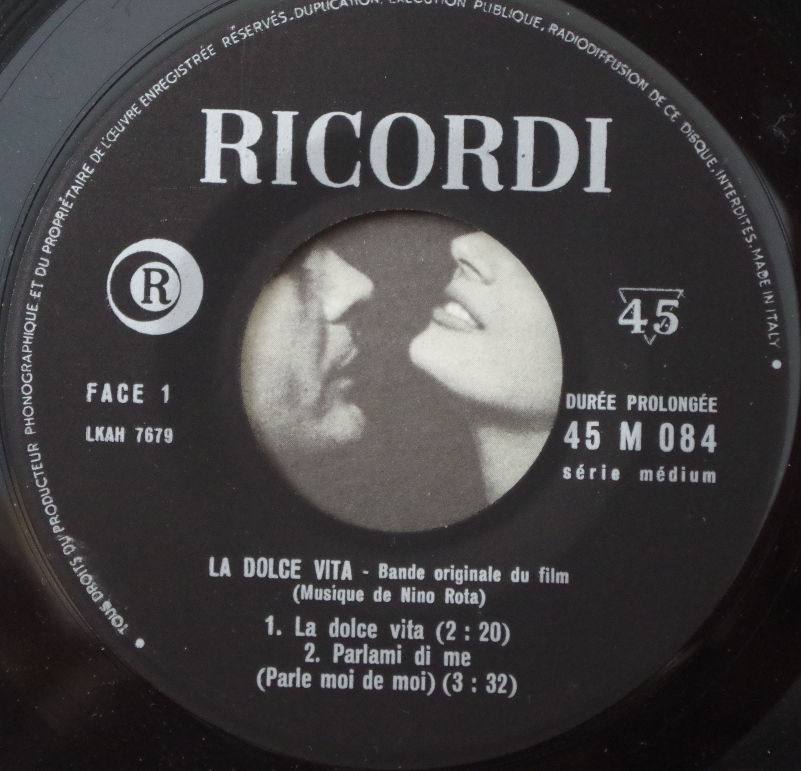 TOUS DROITS DU PRODUCTEUR PHONOGRAPHIQUE ET DU PROPRIÉTAIRE DE L'ŒUVRE ENREGISTRÉE RÉSERVÉS. DUPLICATION, EXÉCUTION PUBLIQUE, RADIODIFFUSION DE CE DISQUE, INTERDITES. MADE IN ITALY
RICORDI
R
45
FACE 1
LKAH 7679
DURÉE PROLONGÉE
45 M 084
série médium
LA DOLCE VITA - Bande originale du film
(Musique de Nino Rota)
1. La dolce vita (2 : 20)
2. Parlami di me
(Parle moi de moi) (3 : 32)